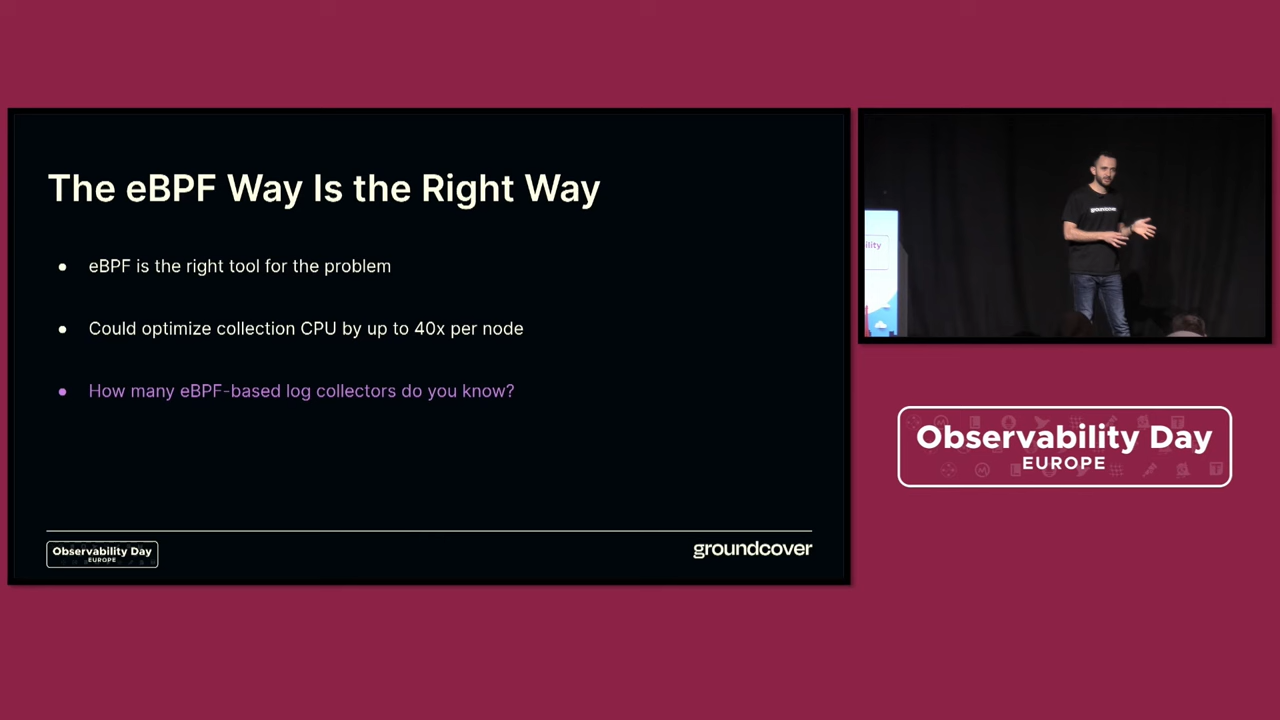 The eBPF Way Is the Right Way
• eBPF is the right tool for the problem
• Could optimize collection CPU by up to 40x per node
• How many eBPF-based log collectors do you know?
Observability Day
EUROPE
groundcover
groundcover
ility
Observability Day
EUROPE